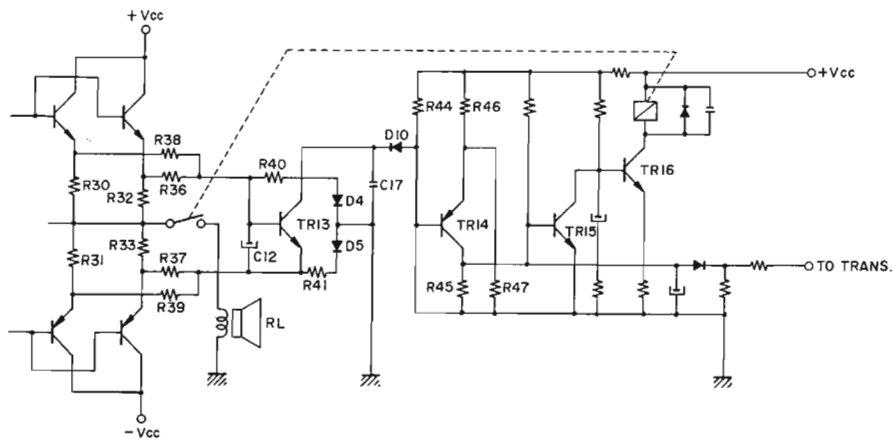 +Vcc
R38
R36
R30
R32
R33
R31
R37
R39
-Vcc
RL
R40
C12
TR13
D4
D5
R41
C17
D10
R44
R46
TR14
R45
R47
TR15
TR16
+Vcc
TO TRANS.